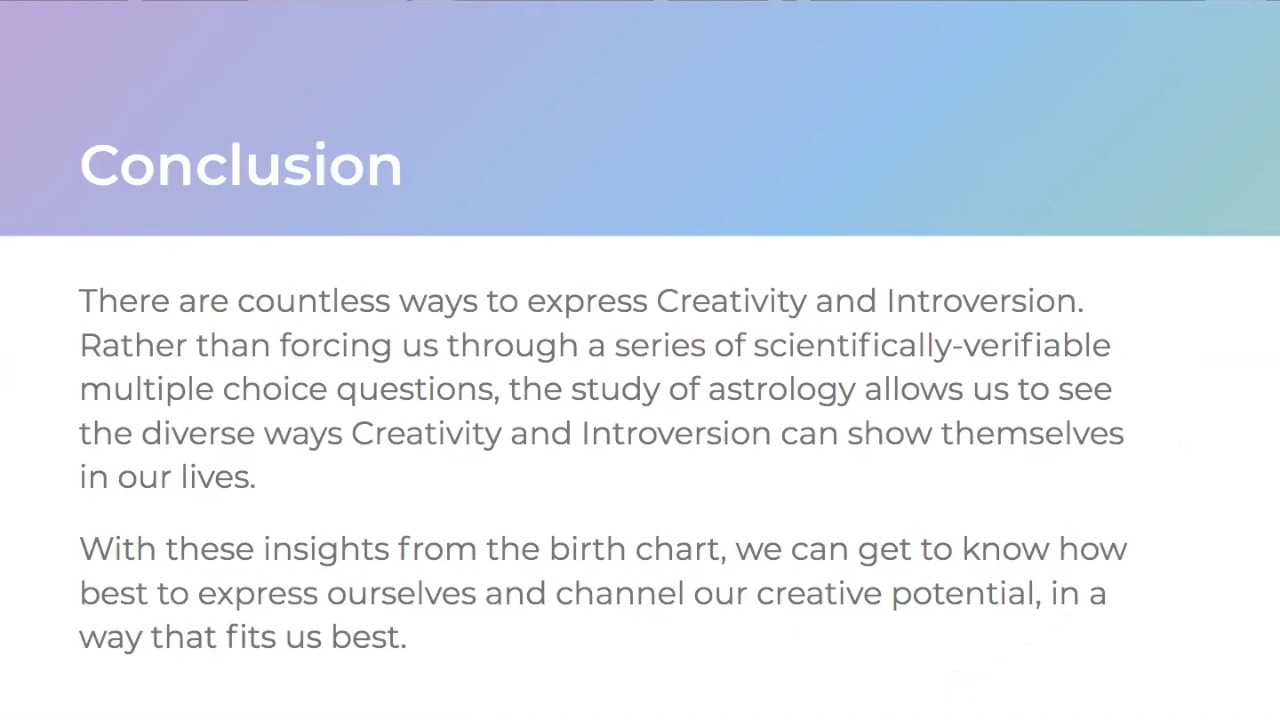 Conclusion
There are countless ways to express Creativity and Introversion.
Rather than forcing us through a series of scientifically-verifiable
multiple choice questions, the study of astrology allows us to see
the diverse ways Creativity and Introversion can show themselves
in our lives.
With these insights from the birth chart, we can get to know how
best to express ourselves and channel our creative potential, in a
way that fits us best.